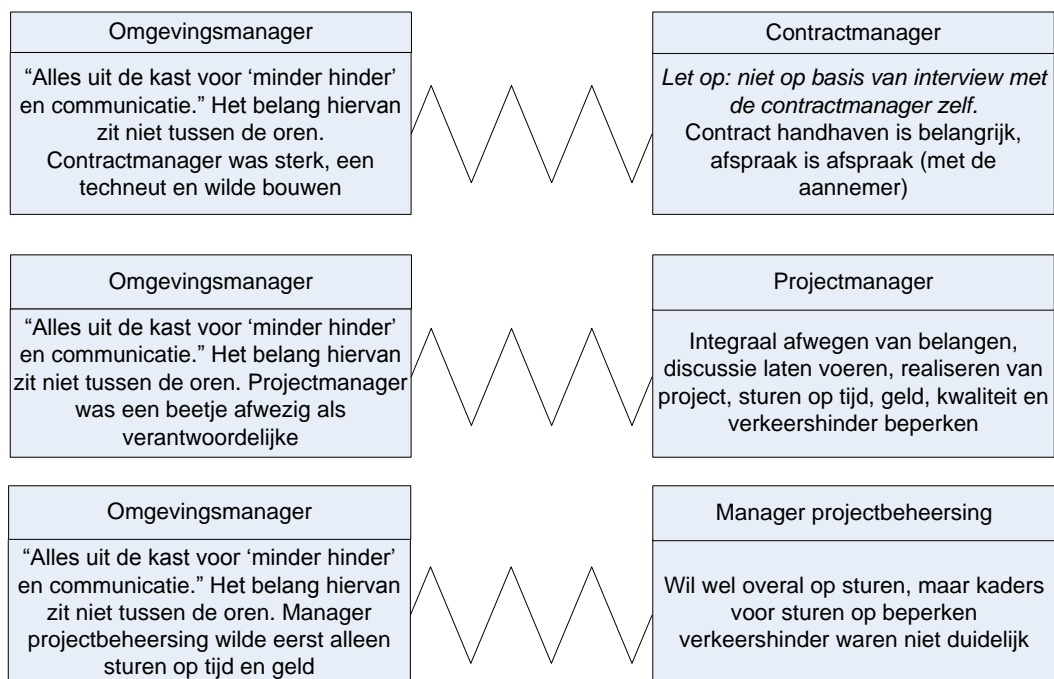 Omgevingsmanager
“Alles uit de kast voor ‘minder hinder’
en communicatie.” Het belang hiervan
zit niet tussen de oren.
Contractmanager was sterk, een
techneut en wilde bouwen
Contractmanager
Let op: niet op basis van interview met
de contractmanager zelf.
Contract handhaven is belangrijk,
afspraak is afspraak (met de
aannemer)
Omgevingsmanager
“Alles uit de kast voor ‘minder hinder’
en communicatie.” Het belang hiervan
zit niet tussen de oren. Projectmanager
was een beetje afwezig als
verantwoordelijke
Projectmanager
Integraal afwegen van belangen,
discussie laten voeren, realiseren van
project, sturen op tijd, geld, kwaliteit en
verkeershinder beperken
Omgevingsmanager
“Alles uit de kast voor ‘minder hinder’
en communicatie.” Het belang hiervan
zit niet tussen de oren. Manager
projectbeheersing wilde eerst alleen
sturen op tijd en geld
Manager projectbeheersing
Wil wel overal op sturen, maar kaders
voor sturen op beperken
verkeershinder waren niet duidelijk